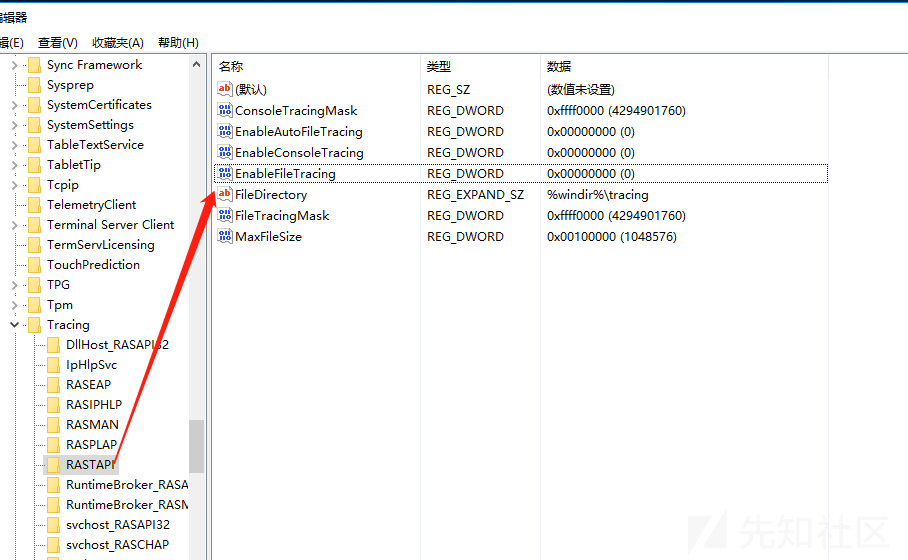 编辑器
辑(E) 查看(V) 收藏夹(A) 帮助(H)
Sync Framework
Sysprep
SystemCertificates
SystemSettings
TableTextService
TabletTip
Tcpip
TelemetryClient
Terminal Server Client
TermServLicensing
TouchPrediction
TPG
Tpm
Tracing
DllHost_RASAPI32
IpHlpSvc
RASEAP
RASIPHLP
RASMAN
RASPLAP
RASTAPI
RuntimeBroker_RASA
RuntimeBroker_RASM
svchost_RASAPI32
svchost_RASCHAP
名称 类型 数据
(默认) REG_SZ (数值未设置)
ConsoleTracingMask REG_DWORD 0xffff0000 (4294901760)
EnableAutoFileTracing REG_DWORD 0x00000000 (0)
EnableConsoleTracing REG_DWORD 0x00000000 (0)
EnableFileTracing REG_DWORD 0x00000000 (0)
FileDirectory REG_EXPAND_SZ %windir%\tracing
FileTracingMask REG_DWORD 0xffff0000 (4294901760)
MaxFileSize REG_DWORD 0x00100000 (1048576)
先知社区